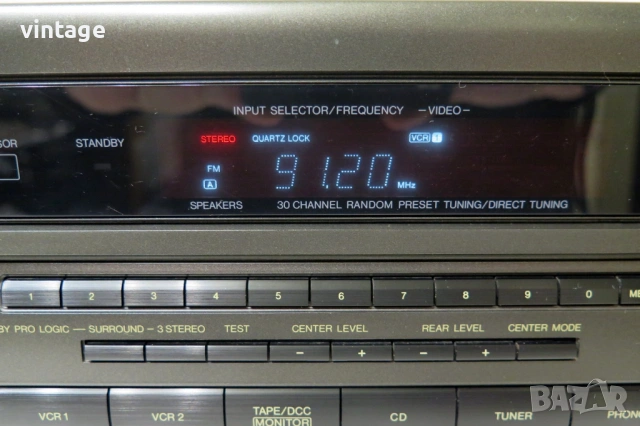 vintage
INPUT SELECTOR/FREQUENCY —VIDEO—
SOR STANDBY STEREO QUARTZ LOCK VCR 1
FM
91.20 MHz
A
SPEAKERS 30 CHANNEL RANDOM PRESET TUNING/DIRECT TUNING
1 2 3 4 5 6 7 8 9 0 ME
BY PRO LOGIC — SURROUND — 3 STEREO TEST CENTER LEVEL REAR LEVEL CENTER MODE
− + − +
VCR 1 VCR 2 TAPE/DCC CD TUNER PHONO
[MONITOR]
BAZAR